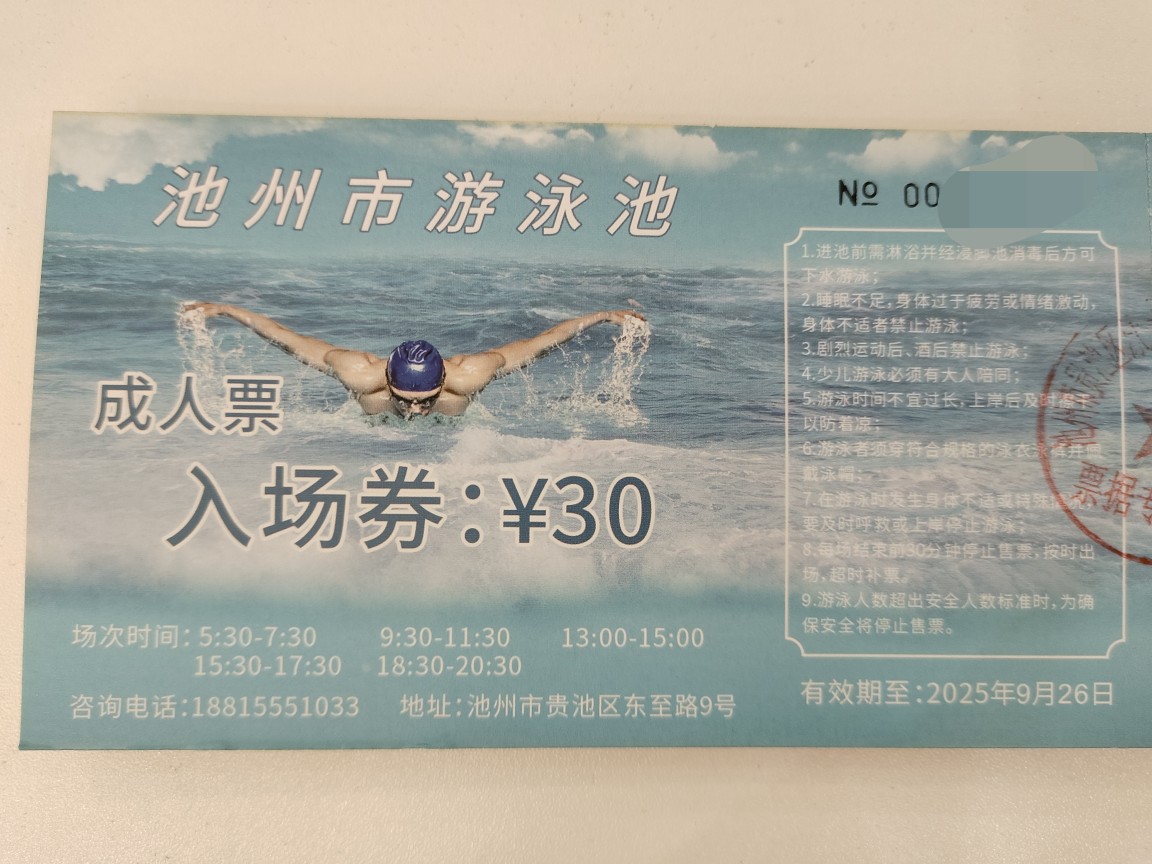 池州市游泳池
№ 00
成人票
入场券：¥30
场次时间：5:30-7:30 9:30-11:30 13:00-15:00
15:30-17:30 18:30-20:30
咨询电话：18815551033 地址：池州市贵池区东至路9号
1.进池前需淋浴并经浸脚池消毒后方可
下水游泳；
2.睡眠不足，身体过于疲劳或情绪激动，
身体不适者禁止游泳；
3.剧烈运动后、酒后禁止游泳；
4.少儿游泳必须有大人陪同；
5.游泳时间不宜过长，上岸后及时擦干
以防着凉；
6.游泳者须穿符合规格的泳衣泳裤并
戴泳帽；
7.在游泳时发生身体不适或特殊
要及时呼救或上岸停止游泳；
8.每场结束前30分钟停止售票，按时出
场，超时补票。
9.游泳人数超出安全人数标准时，为确
保安全将停止售票。
有效期至：2025年9月26日
票据专